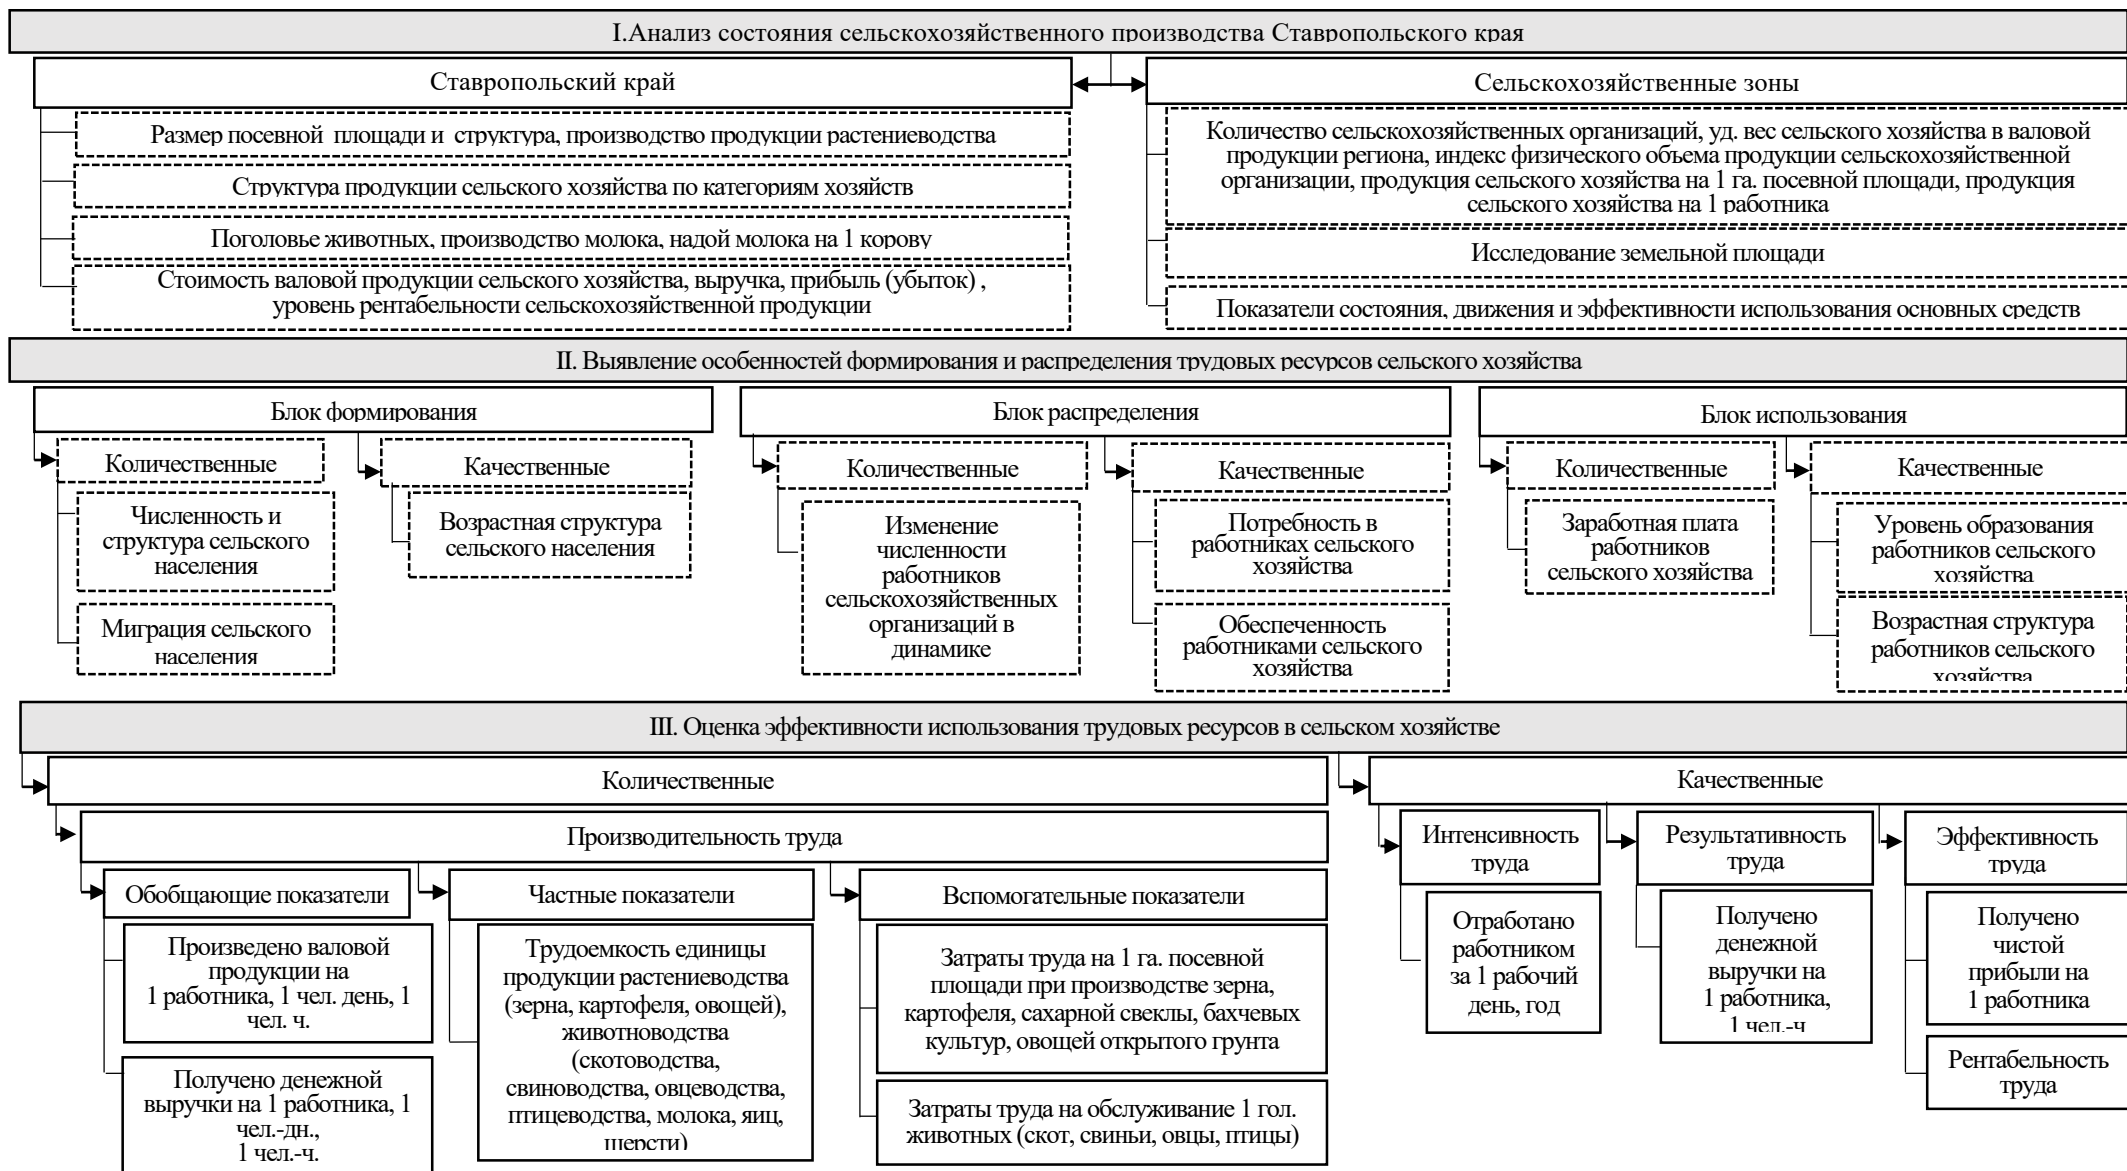 I.Анализ состояния сельскохозяйственного производства Ставропольского края
Ставропольский край
Размер посевной площади и структура, производство продукции растениеводства
Структура продукции сельского хозяйства по категориям хозяйств
Поголовье животных, производство молока, надой молока на 1 корову
Стоимость валовой продукции сельского хозяйства, выручка, прибыль (убыток) ,
уровень рентабельности сельскохозяйственной продукции
Сельскохозяйственные зоны
Количество сельскохозяйственных организаций, уд. вес сельского хозяйства в валовой
продукции региона, индекс физического объема продукции сельскохозяйственной
организации, продукция сельского хозяйства на 1 га. посевной площади, продукция
сельского хозяйства на 1 работника
Исследование земельной площади
Показатели состояния, движения и эффективности использования основных средств
II. Выявление особенностей формирования и распределения трудовых ресурсов сельского хозяйства
Блок формирования
Количественные
Численность и
структура сельского
населения
Миграция сельского
населения
Качественные
Возрастная структура
сельского населения
Блок распределения
Количественные
Изменение
численности
работников
сельскохозяйственных
организаций в
динамике
Качественные
Потребность в
работниках сельского
хозяйства
Обеспеченность
работниками сельского
хозяйства
Блок использования
Количественные
Заработная плата
работников
сельского хозяйства
Качественные
Уровень образования
работников сельского
хозяйства
Возрастная структура
работников сельского
хозяйства
III. Оценка эффективности использования трудовых ресурсов в сельском хозяйстве
Количественные
Производительность труда
Обобщающие показатели
Произведено валовой
продукции на
1 работника, 1 чел. день, 1
чел. ч.
Получено денежной
выручки на 1 работника, 1
чел.-дн.,
1 чел.-ч.
Частные показатели
Трудоемкость единицы
продукции растениеводства
(зерна, картофеля, овощей),
животноводства
(скотоводства,
свиноводства, овцеводства,
птицеводства, молока, яиц,
шерсти)
Вспомогательные показатели
Затраты труда на 1 га. посевной
площади при производстве зерна,
картофеля, сахарной свеклы, бахчевых
культур, овощей открытого грунта
Затраты труда на обслуживание 1 гол.
животных (скот, свиньи, овцы, птицы)
Качественные
Интенсивность
труда
Отработано
работником
за 1 рабочий
день, год
Результативность
труда
Получено
денежной
выручки на
1 работника,
1 чел.-ч
Эффективность
труда
Получено
чистой
прибыли на
1 работника
Рентабельность
труда